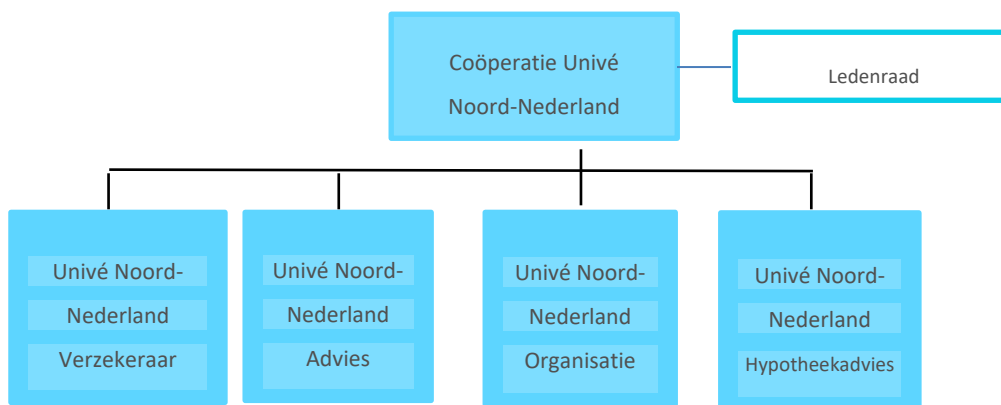 Coöperatie Univé
Noord-Nederland
Ledenraad
Univé Noord-
Nederland
Verzekeraar
Univé Noord-
Nederland
Advies
Univé Noord-
Nederland
Organisatie
Univé Noord-
Nederland
Hypotheekadvies